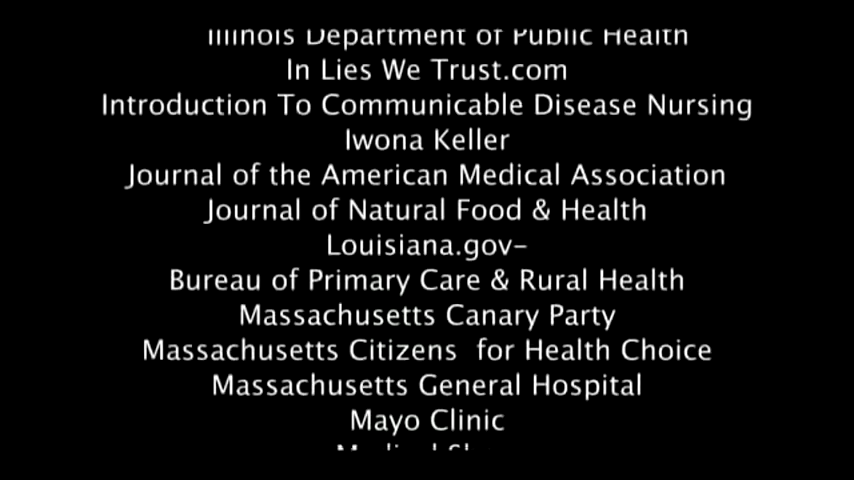 Illinois Department of Public Health
In Lies We Trust.com
Introduction To Communicable Disease Nursing
Iwona Keller
Journal of the American Medical Association
Journal of Natural Food & Health
Louisiana.gov-
Bureau of Primary Care & Rural Health
Massachusetts Canary Party
Massachusetts Citizens  for Health Choice
Massachusetts General Hospital
Mayo Clinic
Medical